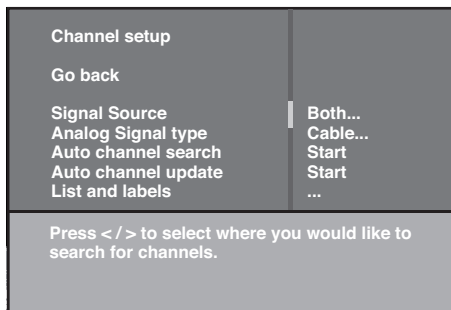 Channel setup
Go back
Signal Source Both...
Analog Signal type Cable...
Auto channel search Start
Auto channel update Start
List and labels ...
Press < / > to select where you would like to
search for channels.